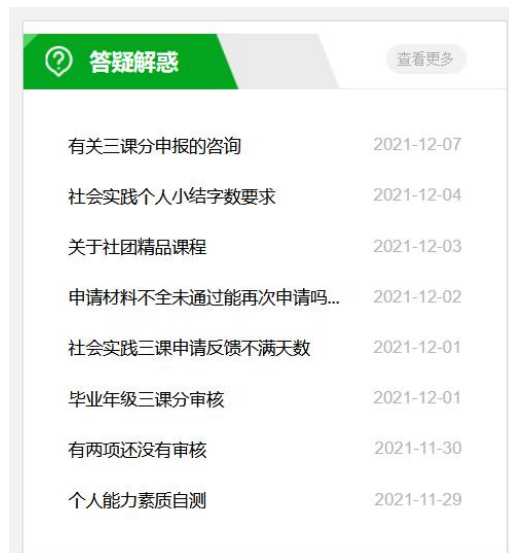 答疑解惑
查看更多
有关三课分申报的咨询 2021-12-07
社会实践个人小结字数要求 2021-12-04
关于社团精品课程 2021-12-03
申请材料不全未通过能再次申请吗... 2021-12-02
社会实践三课申请反馈不满天数 2021-12-01
毕业年级三课分审核 2021-12-01
有两项还没有审核 2021-11-30
个人能力素质自测 2021-11-29